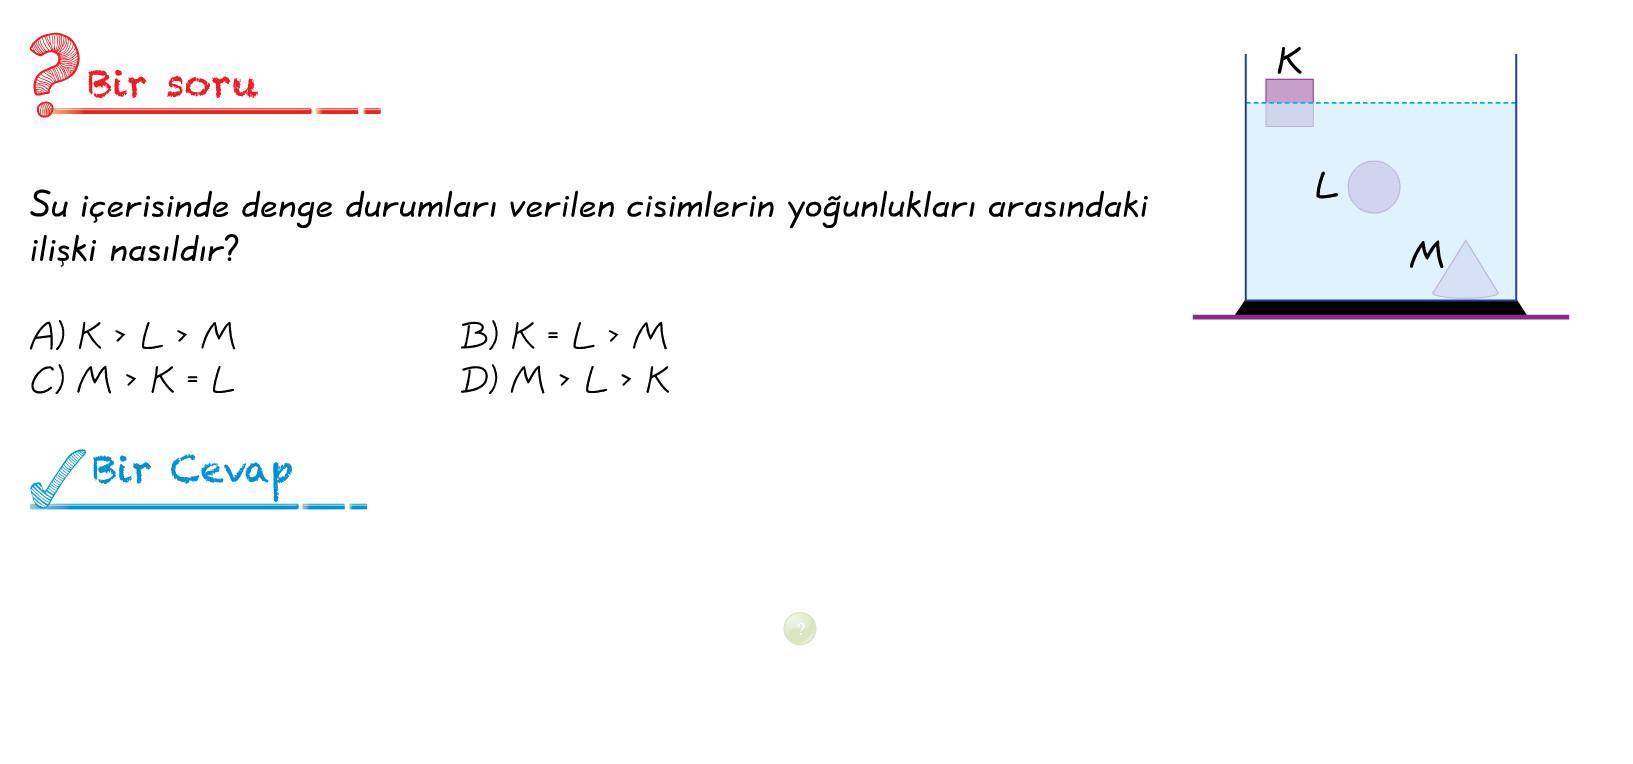 Bir soru
Su içerisinde denge durumları verilen cisimlerin yoğunlukları arasındaki
ilişki nasıldır?
A) K > L > M
B) K = L > M
C) M > K = L
D) M > L > K
K
L
M
Bir Cevap
?